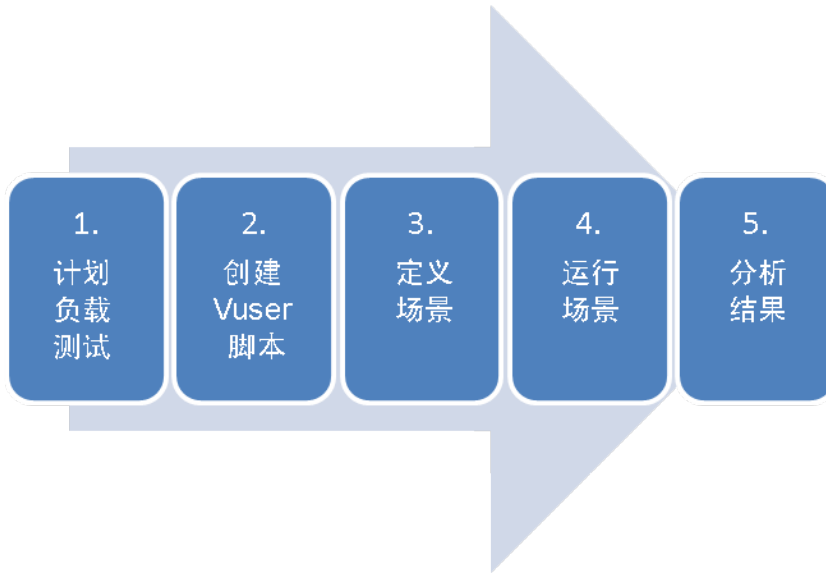 1.
计划
负载
测试
2.
创建
Vuser
脚本
3.
定义
场景
4.
运行
场景
5.
分析
结果